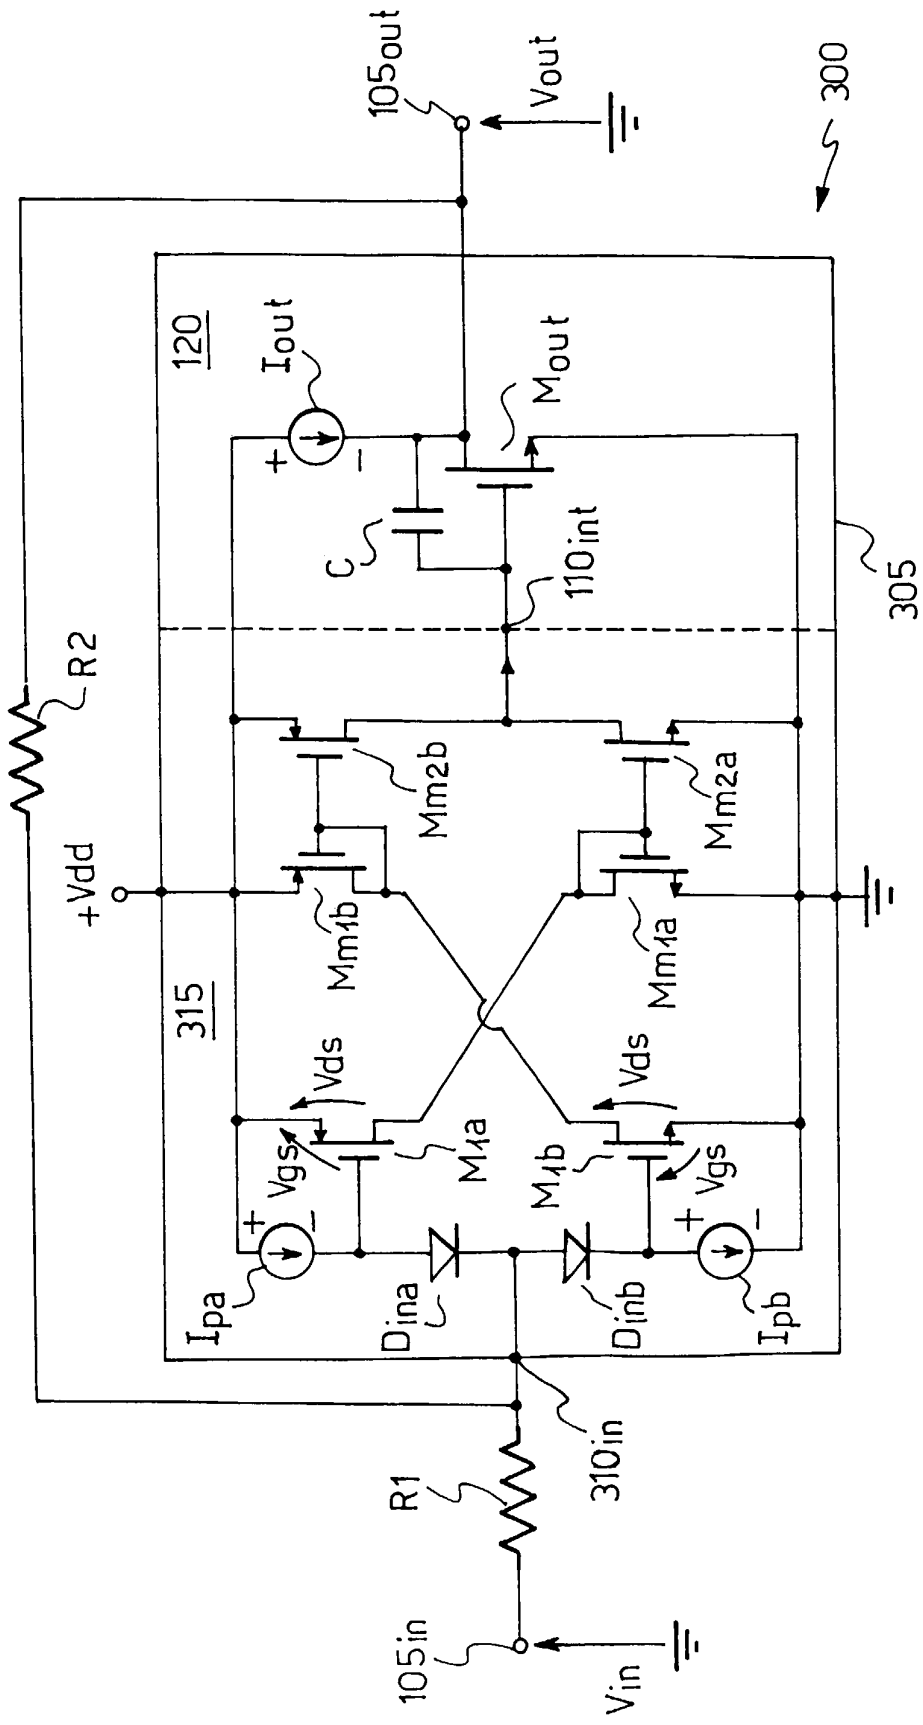 R2
+Vdd
315
120
Iout
105out
Vout
300
Ipa
+
−
Vgs
Vds
M1a
Mm1b
Mm2b
C
+
−
Mout
110int
Dina
Dinb
M1b
Vds
Vgs
Mm1a
Mm2a
305
Ipb
+
−
R1
310in
105in
Vin